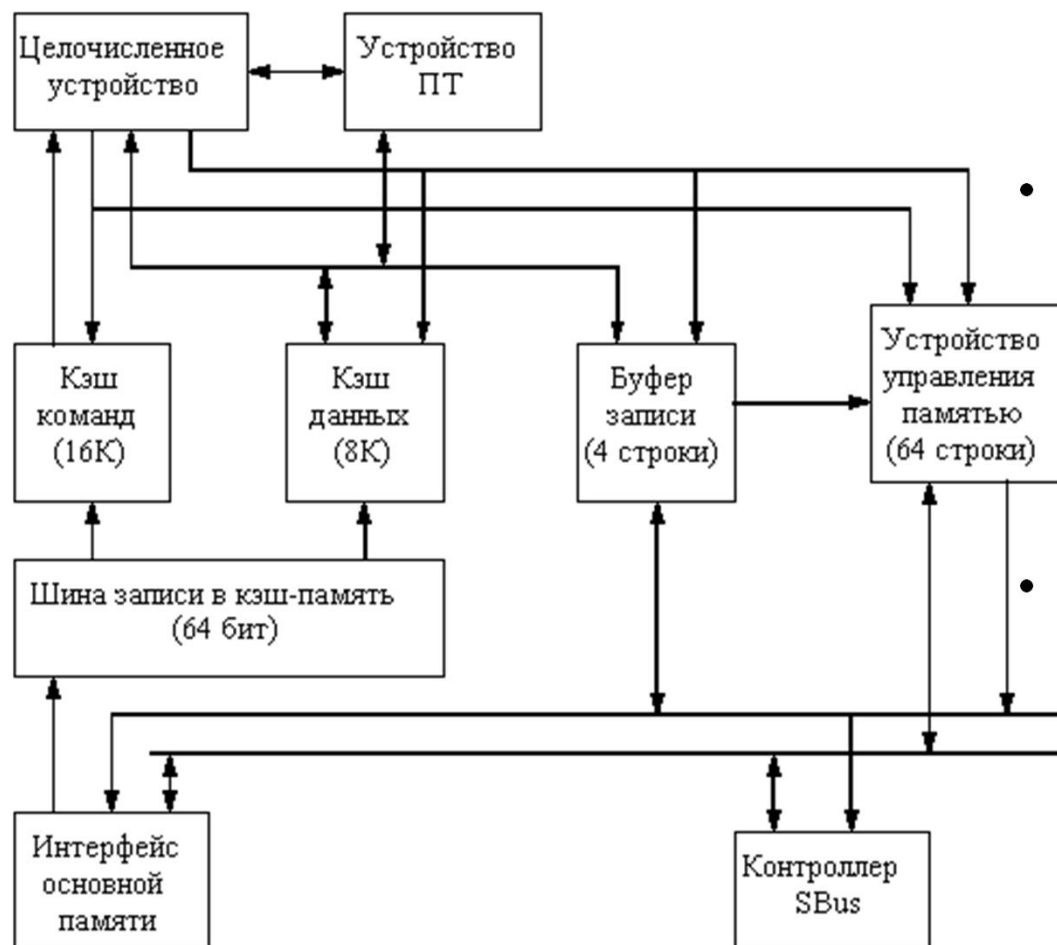 Целочисленное
устройство
Устройство
ПТ
Кэш
команд
(16К)
Кэш
данных
(8К)
Буфер
записи
(4 строки)
Устройство
управления
памятью
(64 строки)
Шина записи в кэш-память
(64 бит)
Интерфейс
основной
памяти
Контроллер
SBus